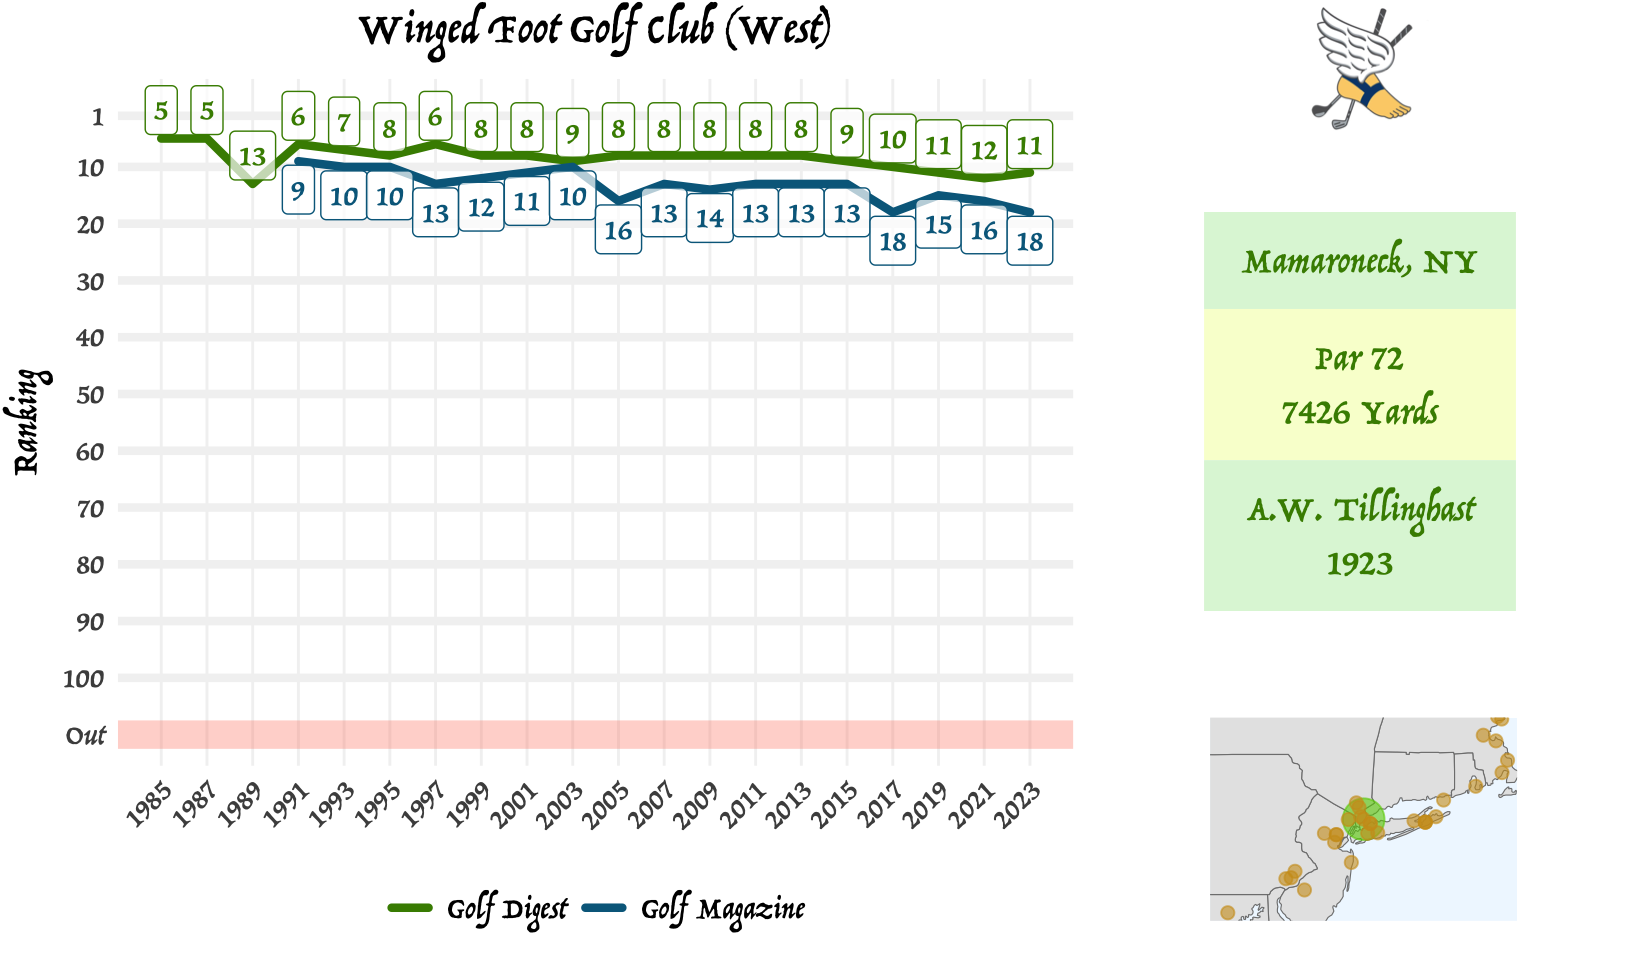 Winged Foot Golf Club (West)
Ranking
1
10
20
30
40
50
60
70
80
90
100
Out
5 5 13 6 7 8 6 8 8 9 8 8 8 8 8 9 10 11 12 11
9 10 10 13 12 11 10 16 13 14 13 13 13 18 15 16 18
1985 1987 1989 1991 1993 1995 1997 1999 2001 2003 2005 2007 2009 2011 2013 2015 2017 2019 2021 2023
Golf Digest Golf Magazine
Mamaroneck, NY
Par 72
7426 Yards
A.W. Tillinghast
1923